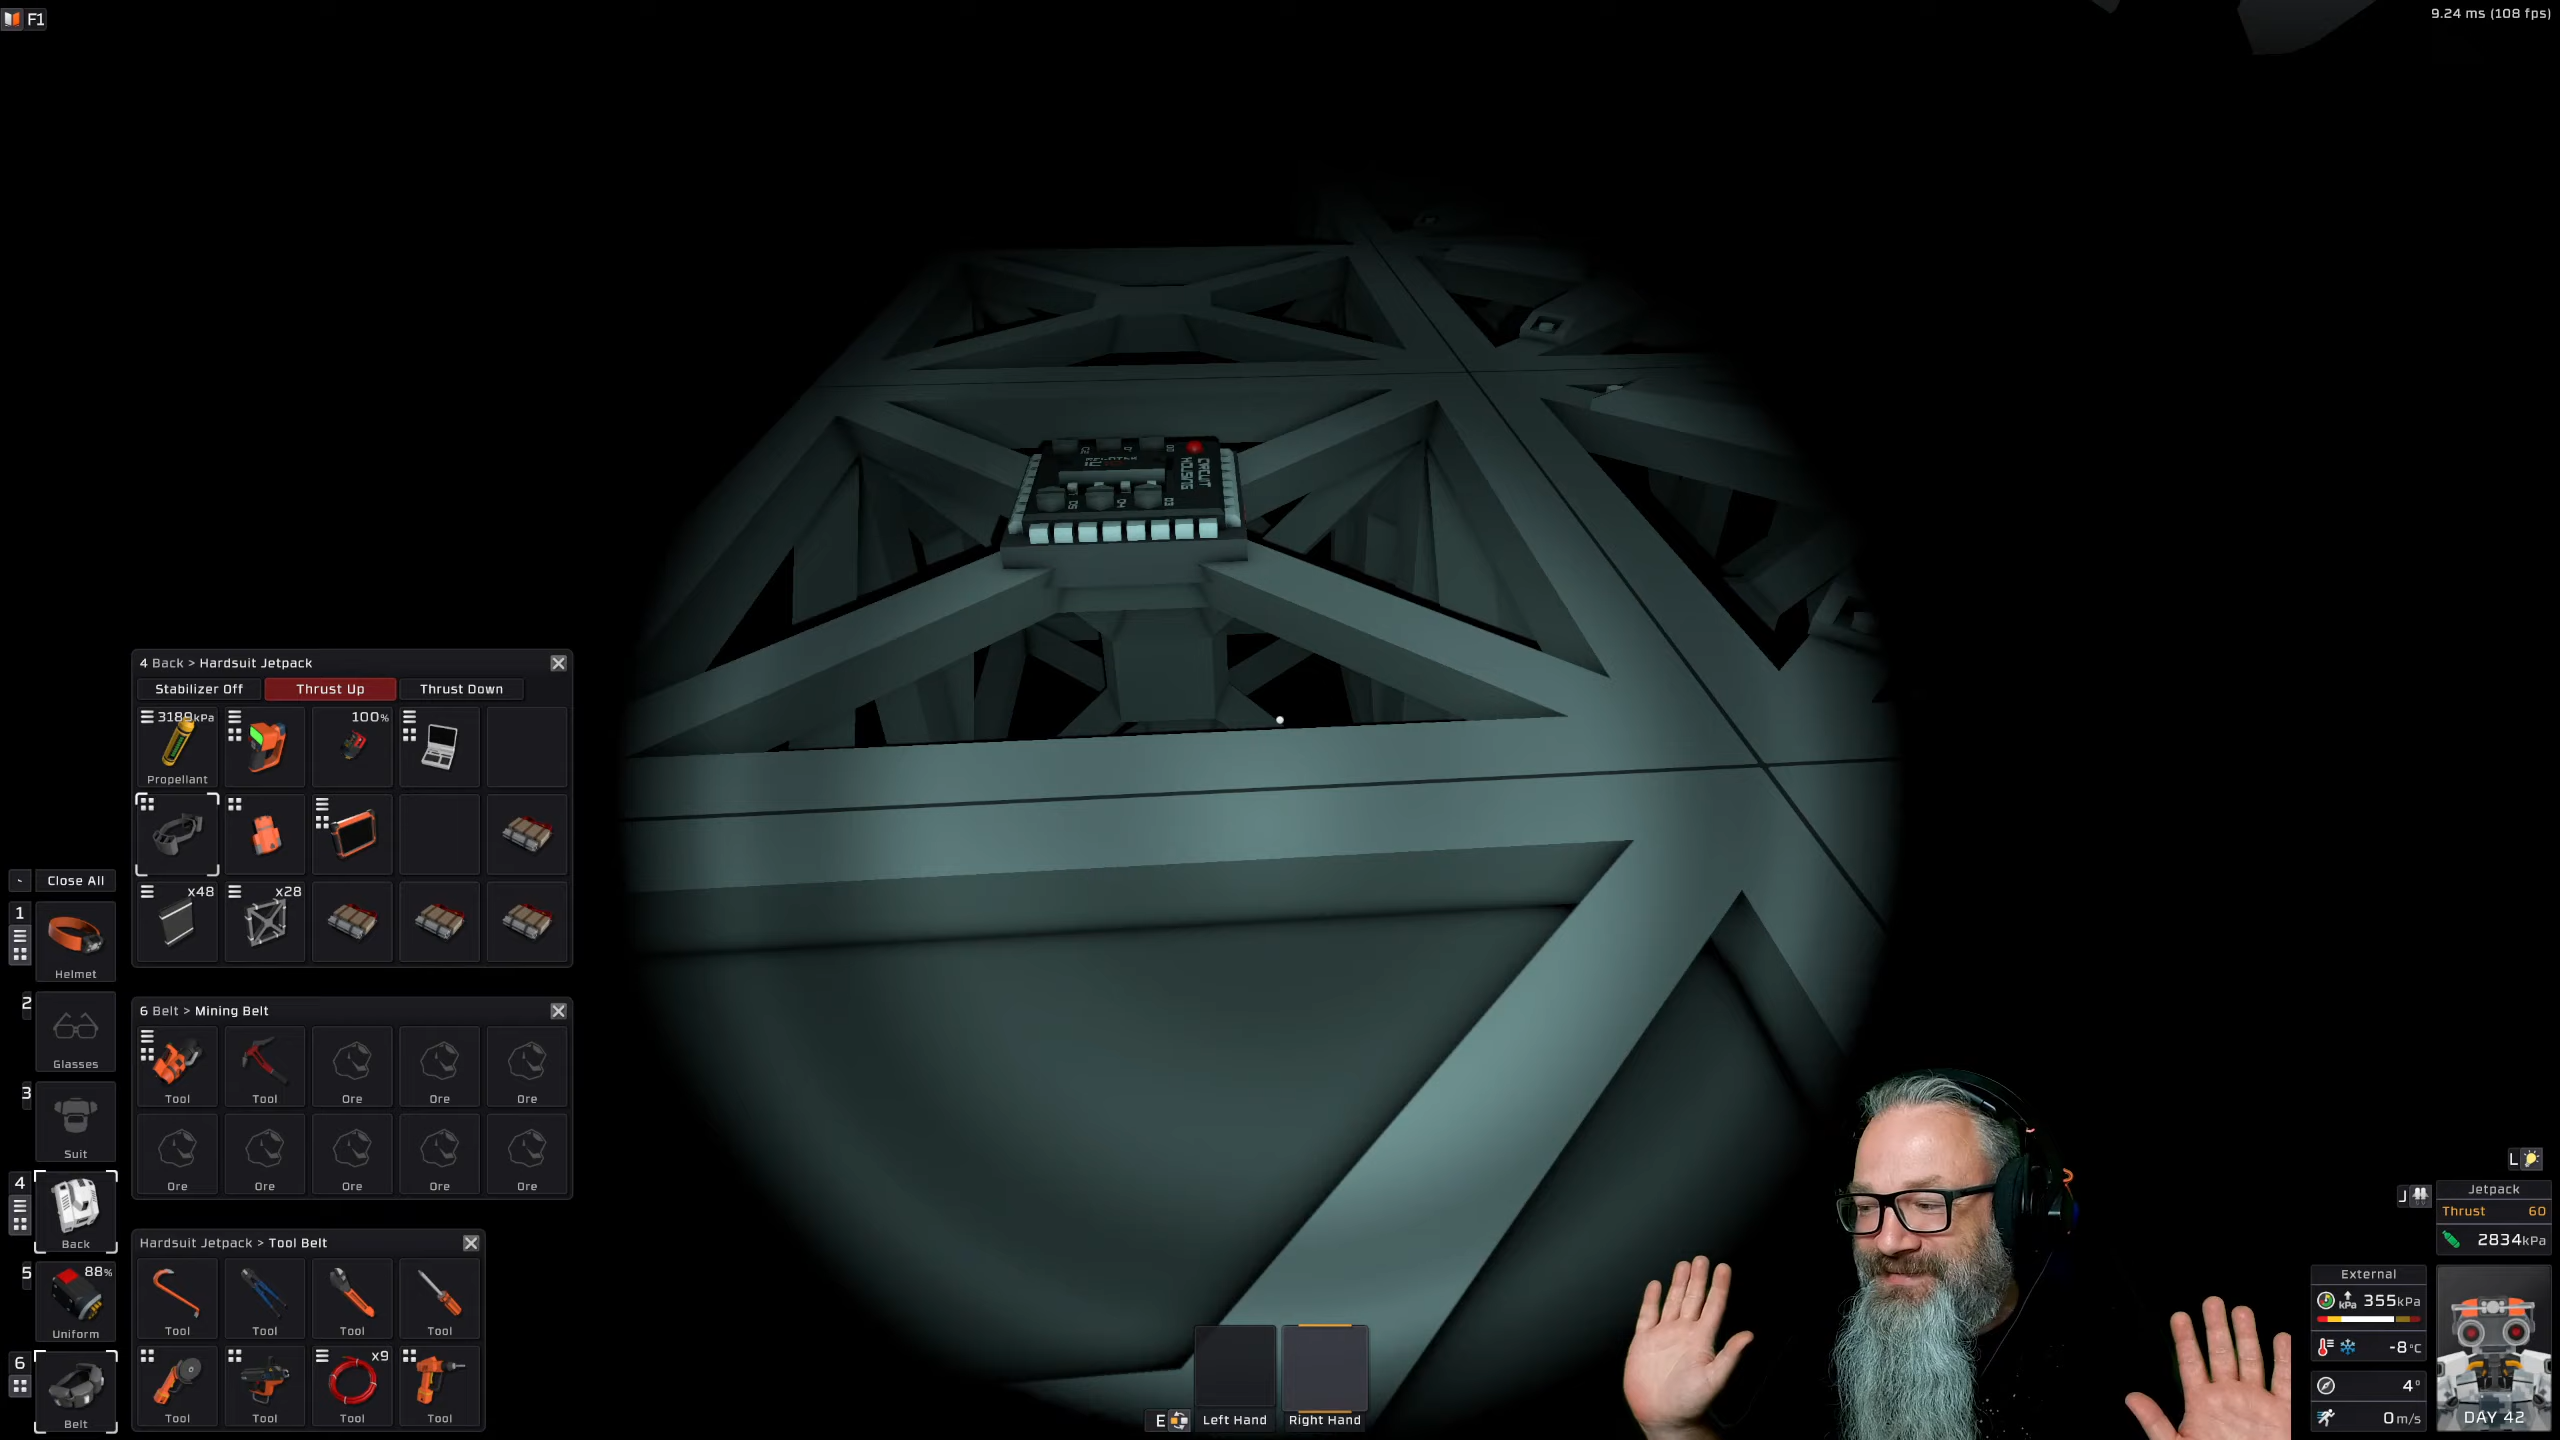 F1
9.24 ms (108 fps)
CIRCUIT
HOUSING
4 Back > Hardsuit Jetpack
Stabilizer Off
Thrust Up
Thrust Down
3189kPa
100%
Propellant
x48
x28
~
Close All
1
Helmet
2
Glasses
3
Suit
4
Back
5
88%
Uniform
6
Belt
6 Belt > Mining Belt
Tool
Tool
Ore
Ore
Ore
Ore
Ore
Ore
Ore
Ore
Hardsuit Jetpack > Tool Belt
Tool
Tool
Tool
Tool
x9
Tool
Tool
Tool
Tool
E
Left Hand
Right Hand
L
J
Jetpack
Thrust 60
2834kPa
External
kPa 355kPa
-8°C
4°
0m/s
DAY 42